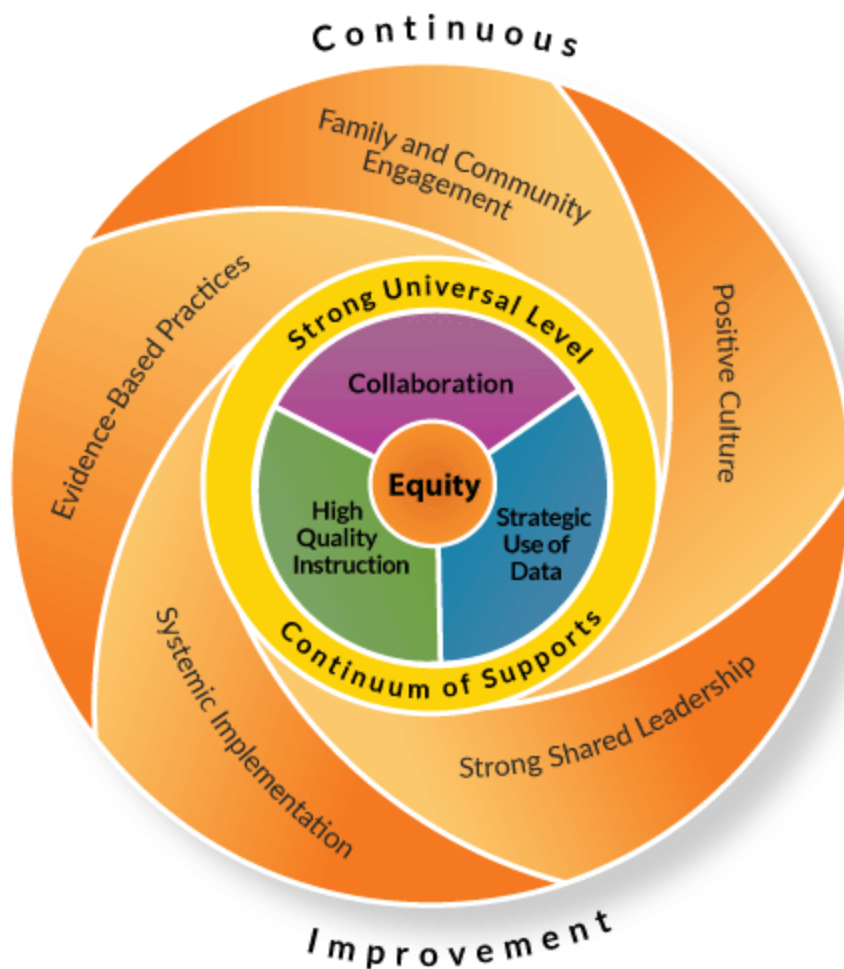 Continuous
Family and Community
Engagement
Positive Culture
Evidence-Based Practices
Strong Universal Level
Collaboration
Equity
High
Quality
Instruction
Strategic
Use of
Data
Continuum of Supports
Systemic Implementation
Strong Shared Leadership
Improvement